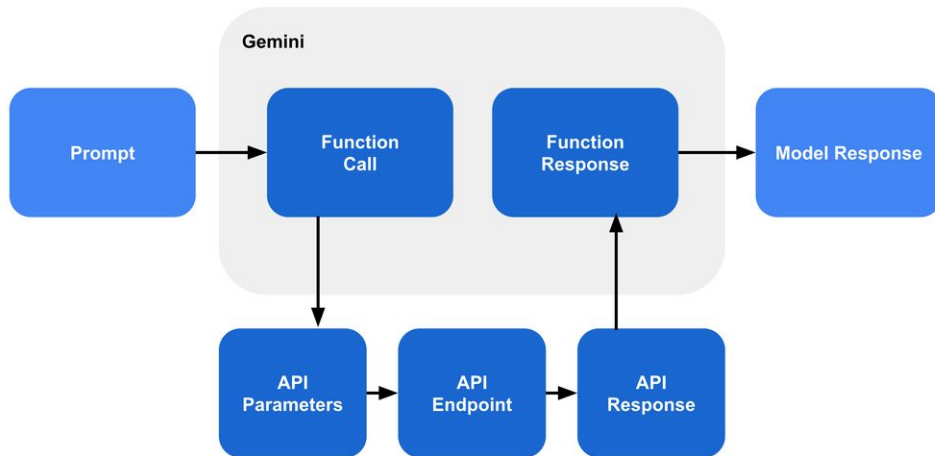 Gemini
Prompt
Function
Call
Function
Response
Model Response
API
Parameters
API
Endpoint
API
Response